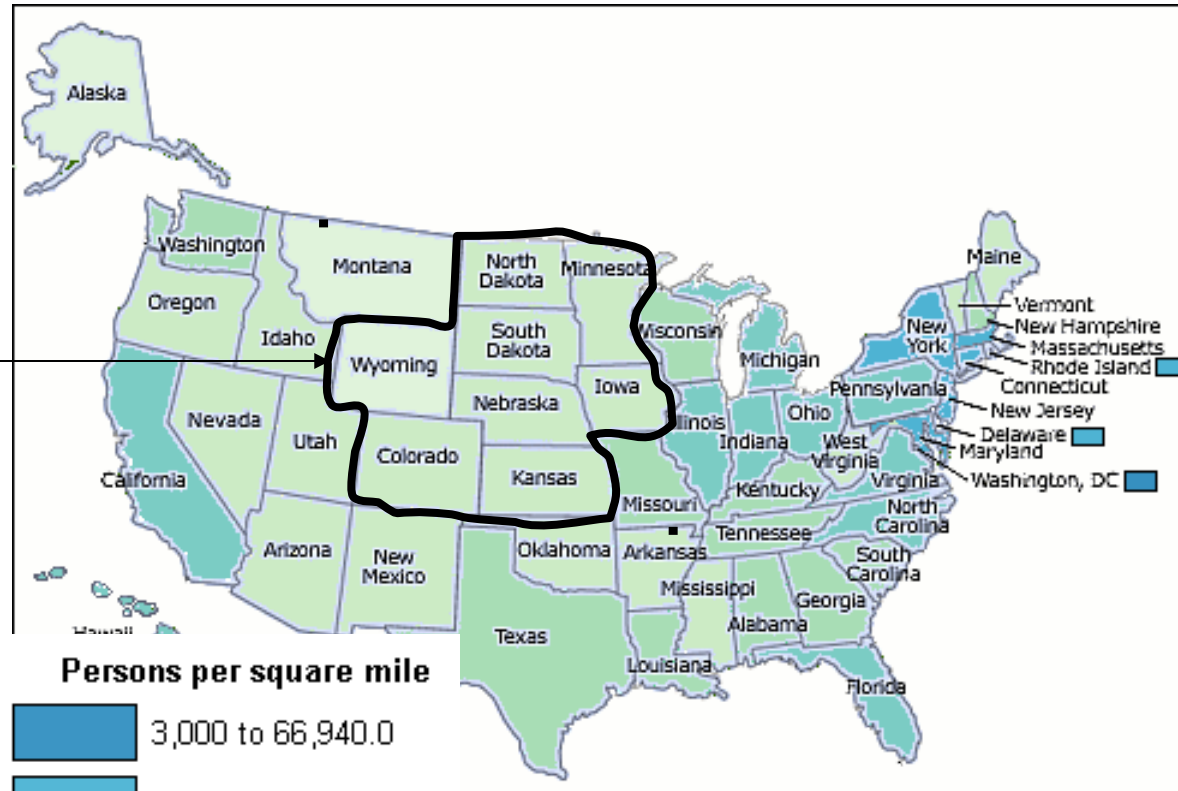 Alaska
Washington
Montana
North
Dakota
Minnesota
Maine
Oregon
Idaho
South
Dakota
Wisconsin
Michigan
New
York
Vermont
New Hampshire
Massachusetts
Rhode Island
Connecticut
Wyoming
Iowa
Nebraska
Pennsylvania
New Jersey
Nevada
Utah
Colorado
Kansas
Illinois
Indiana
Ohio
West
Virginia
Delaware
Maryland
Washington, DC
California
Missouri
Kentucky
Virginia
North
Carolina
Arizona
New
Mexico
Oklahoma
Arkansas
Tennessee
South
Carolina
Mississippi
Alabama
Georgia
Hawaii
Texas
Louisiana
Florida
Persons per square mile
3,000 to 66,940.0